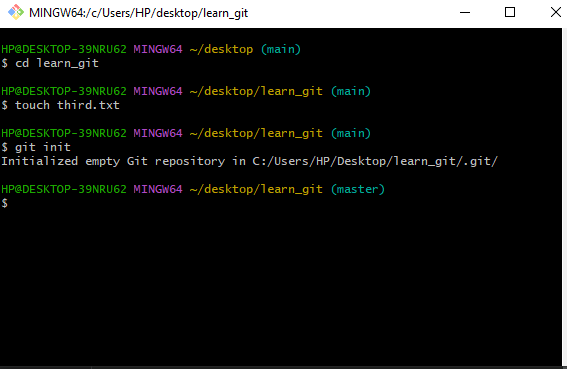 MINGW64:/c/Users/HP/desktop/learn_git
HP@DESKTOP-39NRU62 MINGW64 ~/desktop (main)
$ cd learn_git
HP@DESKTOP-39NRU62 MINGW64 ~/desktop/learn_git (main)
$ touch third.txt
HP@DESKTOP-39NRU62 MINGW64 ~/desktop/learn_git (main)
$ git init
Initialized empty Git repository in C:/Users/HP/Desktop/learn_git/.git/
HP@DESKTOP-39NRU62 MINGW64 ~/desktop/learn_git (master)
$